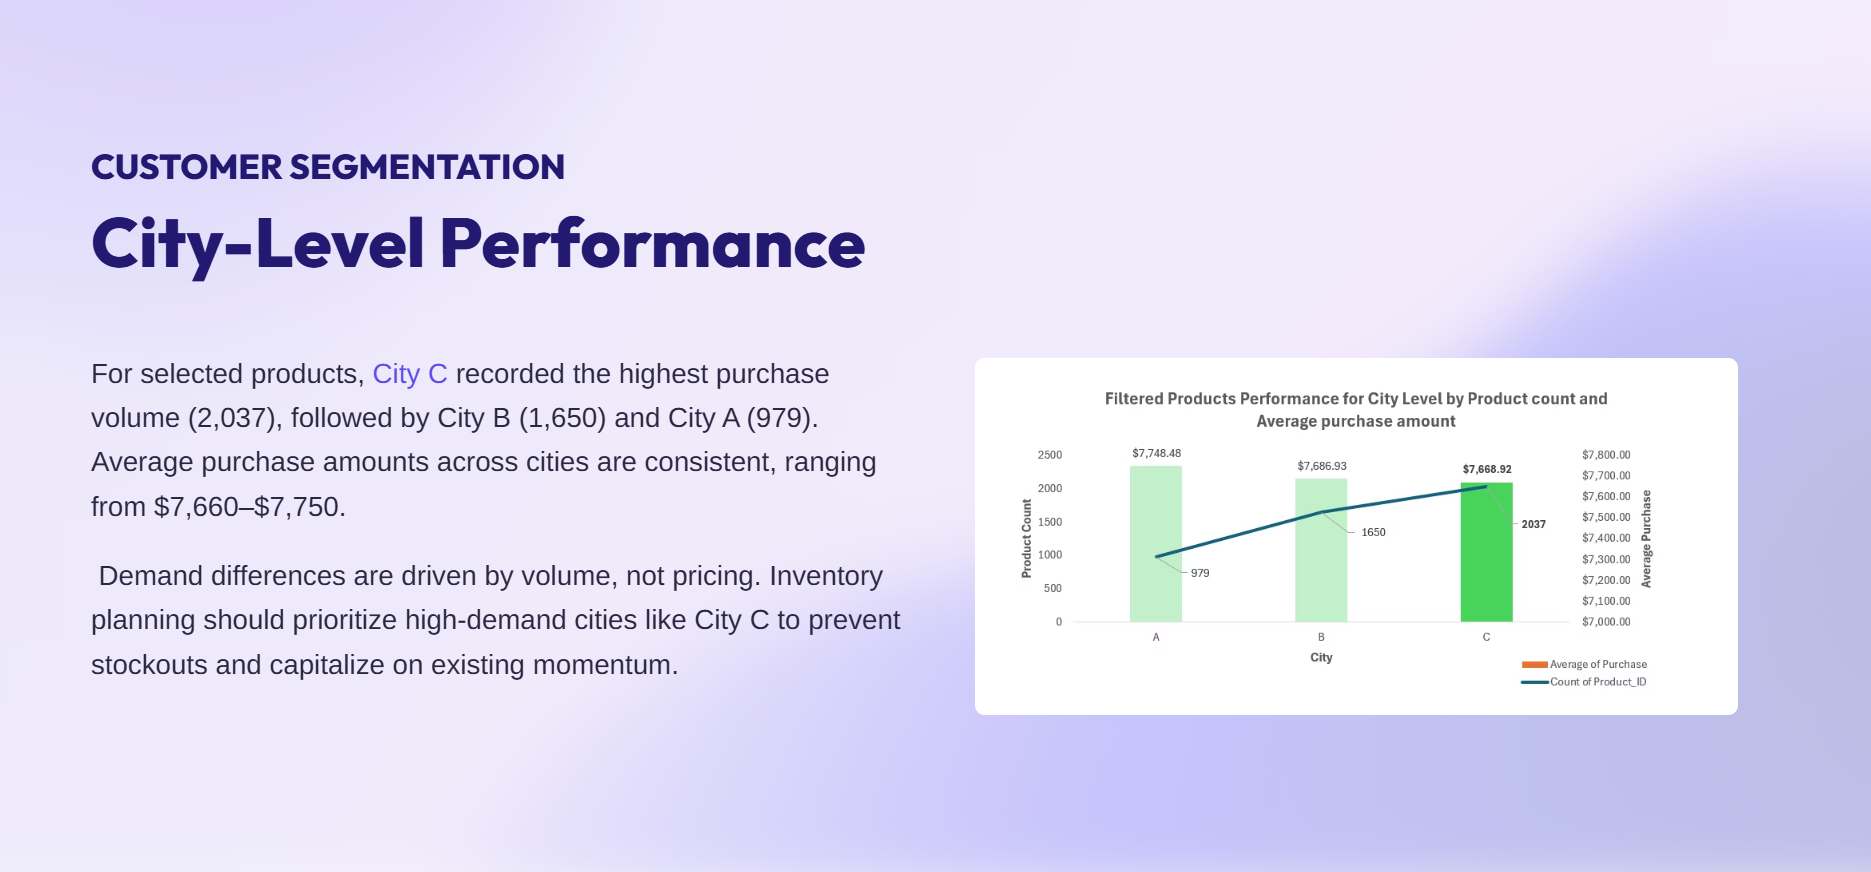 CUSTOMER SEGMENTATION
City-Level Performance
For selected products, City C recorded the highest purchase
volume (2,037), followed by City B (1,650) and City A (979).
Average purchase amounts across cities are consistent, ranging
from $7,660–$7,750.
Demand differences are driven by volume, not pricing. Inventory
planning should prioritize high-demand cities like City C to prevent
stockouts and capitalize on existing momentum.
Filtered Products Performance for City Level by Product count and
Average purchase amount
Product Count
2500
2000
1500
1000
500
0
$7,748.48
$7,686.93
$7,668.92
979
1650
2037
A
B
C
City
$7,800.00
$7,700.00
$7,600.00
$7,500.00
$7,400.00
$7,300.00
$7,200.00
$7,100.00
$7,000.00
Average Purchase
Average of Purchase
Count of Product_ID